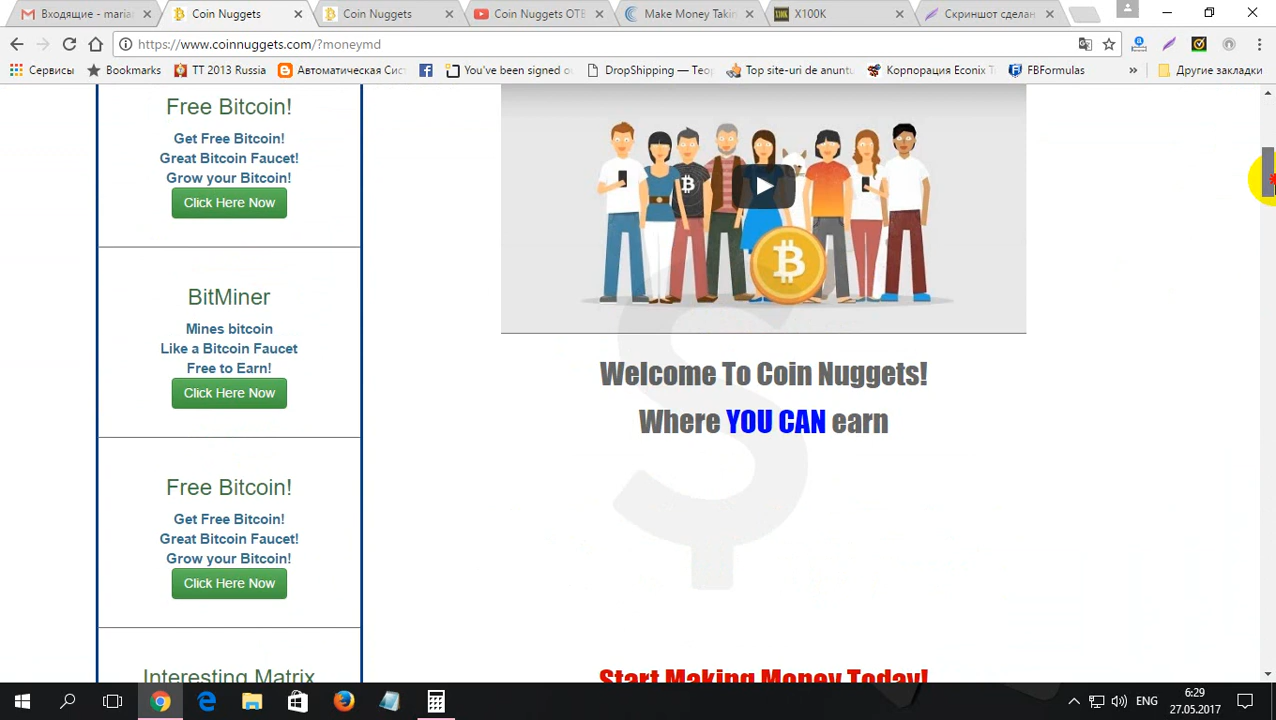 Входящие - maria
Coin Nuggets
Coin Nuggets
Coin Nuggets ОТЕ
Make Money Takin
X100K
Скриншот сделан
https://www.coinnuggets.com/?moneymd
Сервисы
Bookmarks
TT 2013 Russia
Автоматическая Сис
You've been signed o
DropShipping — Teo
Top site-uri de anuntu
Корпорация Econix T
FBFormulas
»
Другие закладки
Free Bitcoin!
Get Free Bitcoin!
Great Bitcoin Faucet!
Grow your Bitcoin!
Click Here Now
BitMiner
Mines bitcoin
Like a Bitcoin Faucet
Free to Earn!
Click Here Now
Free Bitcoin!
Get Free Bitcoin!
Great Bitcoin Faucet!
Grow your Bitcoin!
Click Here Now
Interesting Matrix
Welcome To Coin Nuggets!
Where YOU CAN earn
Start Making Money Today!
ENG
6:29
27.05.2017